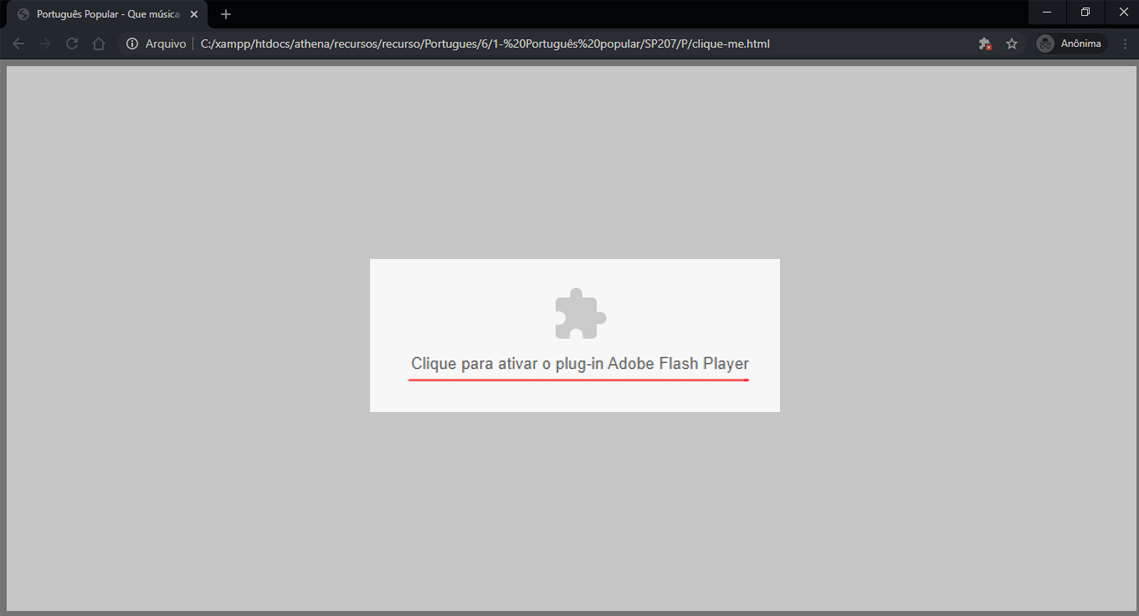 Português Popular - Que música
Arquivo
C:/xampp/htdocs/athena/recursos/recurso/Portugues/6/1-%20Português%20popular/SP207/P/clique-me.html
Anônima
Clique para ativar o plug-in Adobe Flash Player